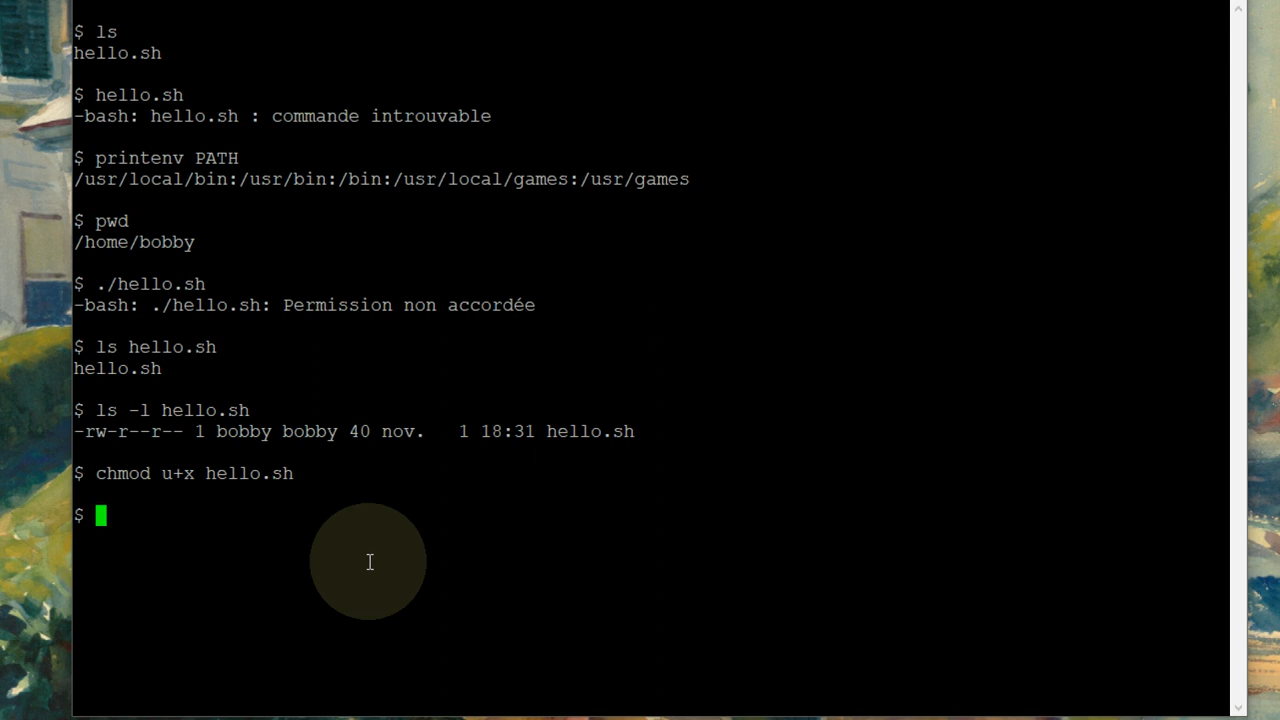 $ ls
hello.sh
$ hello.sh
-bash: hello.sh : commande introuvable
$ printenv PATH
/usr/local/bin:/usr/bin:/bin:/usr/local/games:/usr/games
$ pwd
/home/bobby
$ ./hello.sh
-bash: ./hello.sh: Permission non accordée
$ ls hello.sh
hello.sh
$ ls -l hello.sh
-rw-r--r-- 1 bobby bobby 40 nov.   1 18:31 hello.sh
$ chmod u+x hello.sh
$